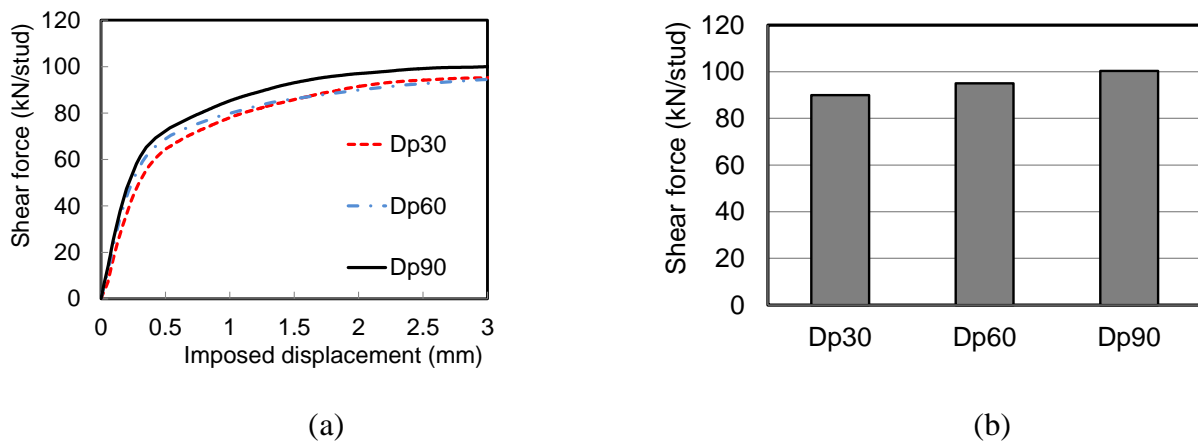 120
100
80
60
40
20
0
Shear force (kN/stud)
Dp30
Dp60
Dp90
0 0.5 1 1.5 2 2.5 3
Imposed displacement (mm)
(a)
120
100
80
60
40
20
0
Shear force (kN/stud)
Dp30 Dp60 Dp90
(b)